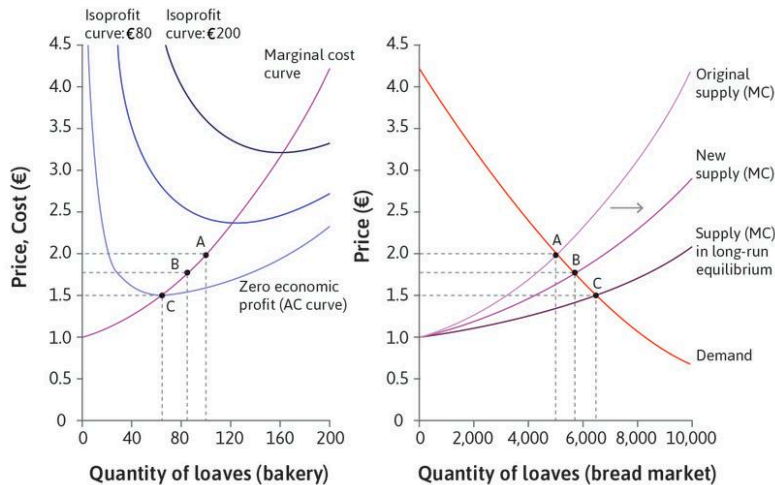 Isoprofit
curve: €80
Isoprofit
curve: €200
4.5
4.0
3.5
3.0
2.5
2.0
1.5
1.0
0.5
0
Price, Cost (€)
Marginal cost
curve
A
B
C
Zero economic
profit (AC curve)
0
40
80
120
160
200
Quantity of loaves (bakery)
4.5
4.0
3.5
3.0
2.5
2.0
1.5
1.0
0.5
0
Price (€)
Original
supply (MC)
New
supply (MC)
Supply (MC)
in long-run
equilibrium
A
B
C
Demand
0
2,000
4,000
6,000
8,000
10,000
Quantity of loaves (bread market)